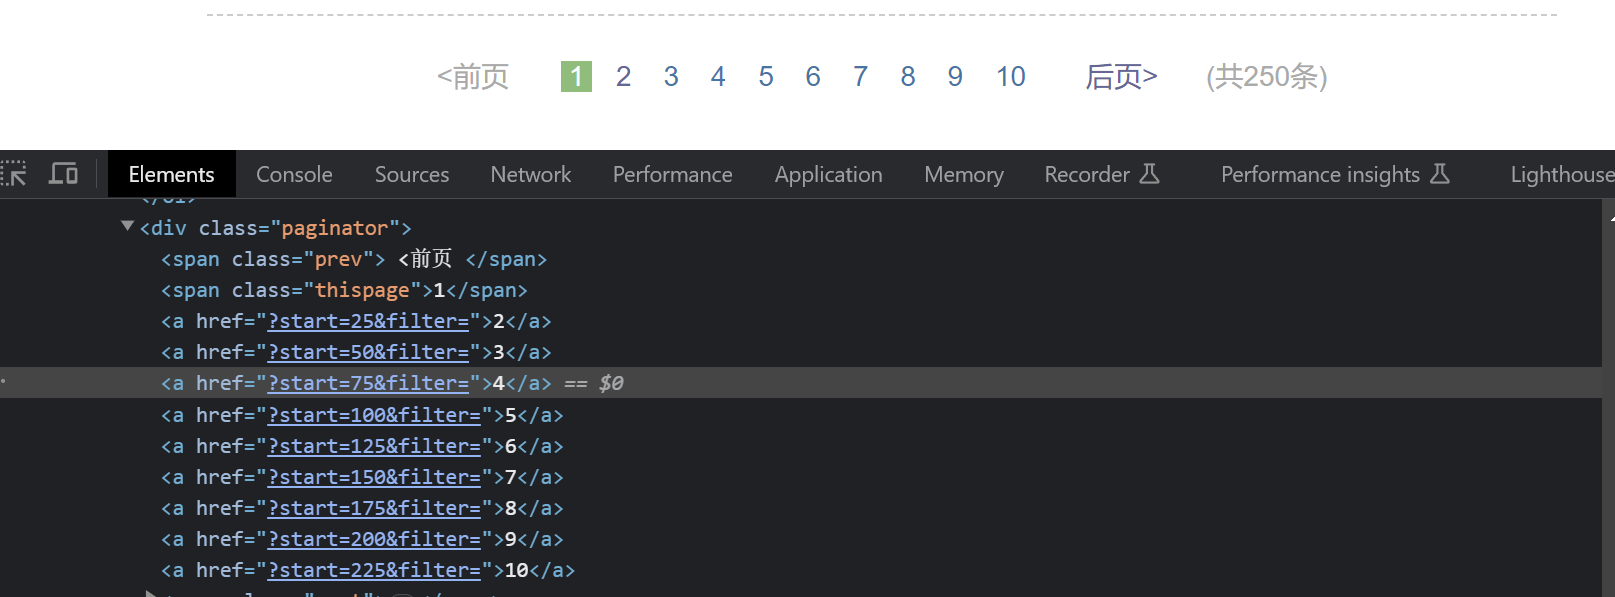 <前页 1 2 3 4 5 6 7 8 9 10 后页> (共250条)
Elements Console Sources Network Performance Application Memory Recorder Performance insights Lighthouse
<div class="paginator">
<span class="prev"> <前页 </span>
<span class="thispage">1</span>
<a href="?start=25&filter=">2</a>
<a href="?start=50&filter=">3</a>
<a href="?start=75&filter=">4</a> == $0
<a href="?start=100&filter=">5</a>
<a href="?start=125&filter=">6</a>
<a href="?start=150&filter=">7</a>
<a href="?start=175&filter=">8</a>
<a href="?start=200&filter=">9</a>
<a href="?start=225&filter=">10</a>